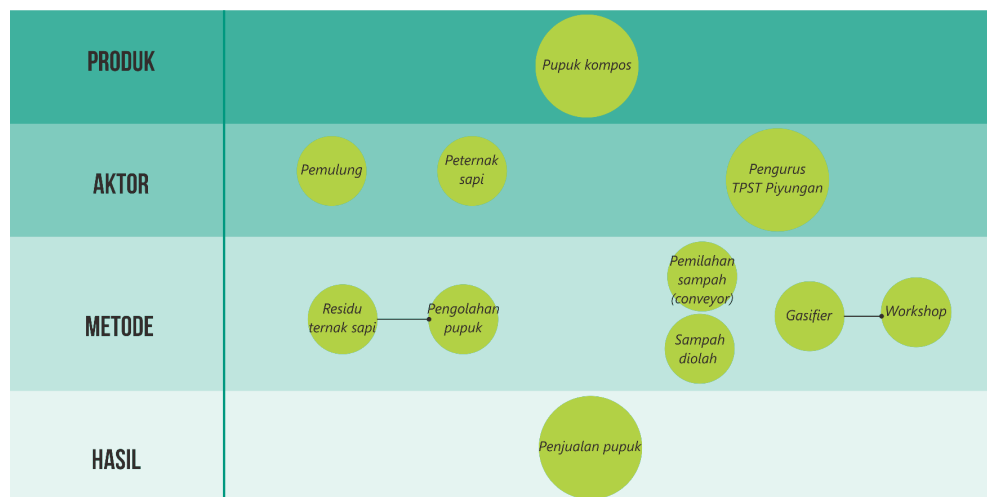 PRODUK
Pupuk kompos
AKTOR
Pemulung
Peternak
sapi
Pengurus
TPST Piyungan
METODE
Residu
ternak sapi
Pengolahan
pupuk
Pemilahan
sampah
(conveyor)
Sampah
diolah
Gasifier
Workshop
HASIL
Penjualan pupuk